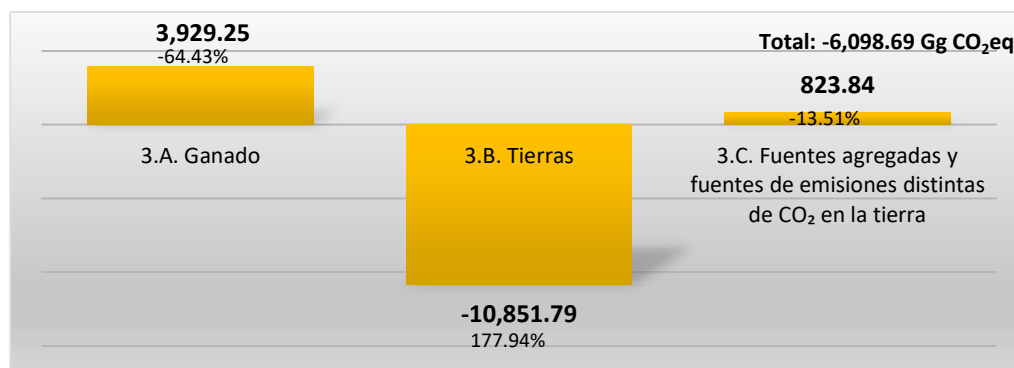 3,929.25
-64.43%
Total: -6,098.69 Gg CO₂eq
823.84
-13.51%
3.A. Ganado
3.B. Tierras
3.C. Fuentes agregadas y
fuentes de emisiones distintas
de CO₂ en la tierra
-10,851.79
177.94%